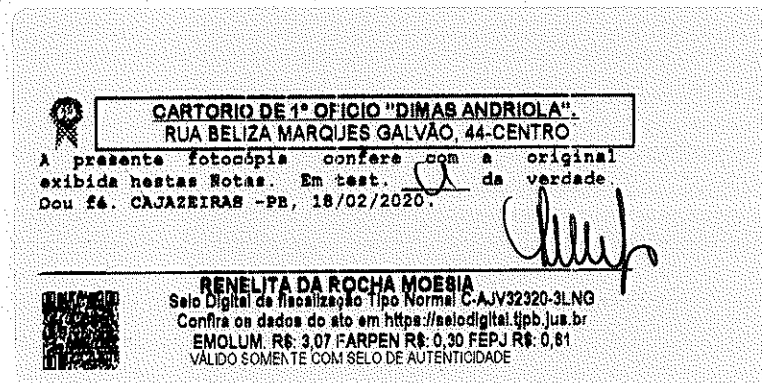 CARTORIO DE 1º OFICIO "DIMAS ANDRIOLA".
RUA BELIZA MARQUES GALVÃO, 44-CENTRO
A presente fotocópia confere com a original
exibida nestas Notas. Em test. da verdade.
Dou fé. CAJAZEIRAS -PB, 18/02/2020.
RENELITA DA ROCHA MOESIA
Selo Digital de fiscalização Tipo Normal C-AJV32320-3LNG
Confira os dados do ato em https://selodigital.tjpb.jus.br
EMOLUM. R$: 3,07 FARPEN R$: 0,30 FEPJ R$: 0,61
VÁLIDO SOMENTE COM SELO DE AUTENTICIDADE